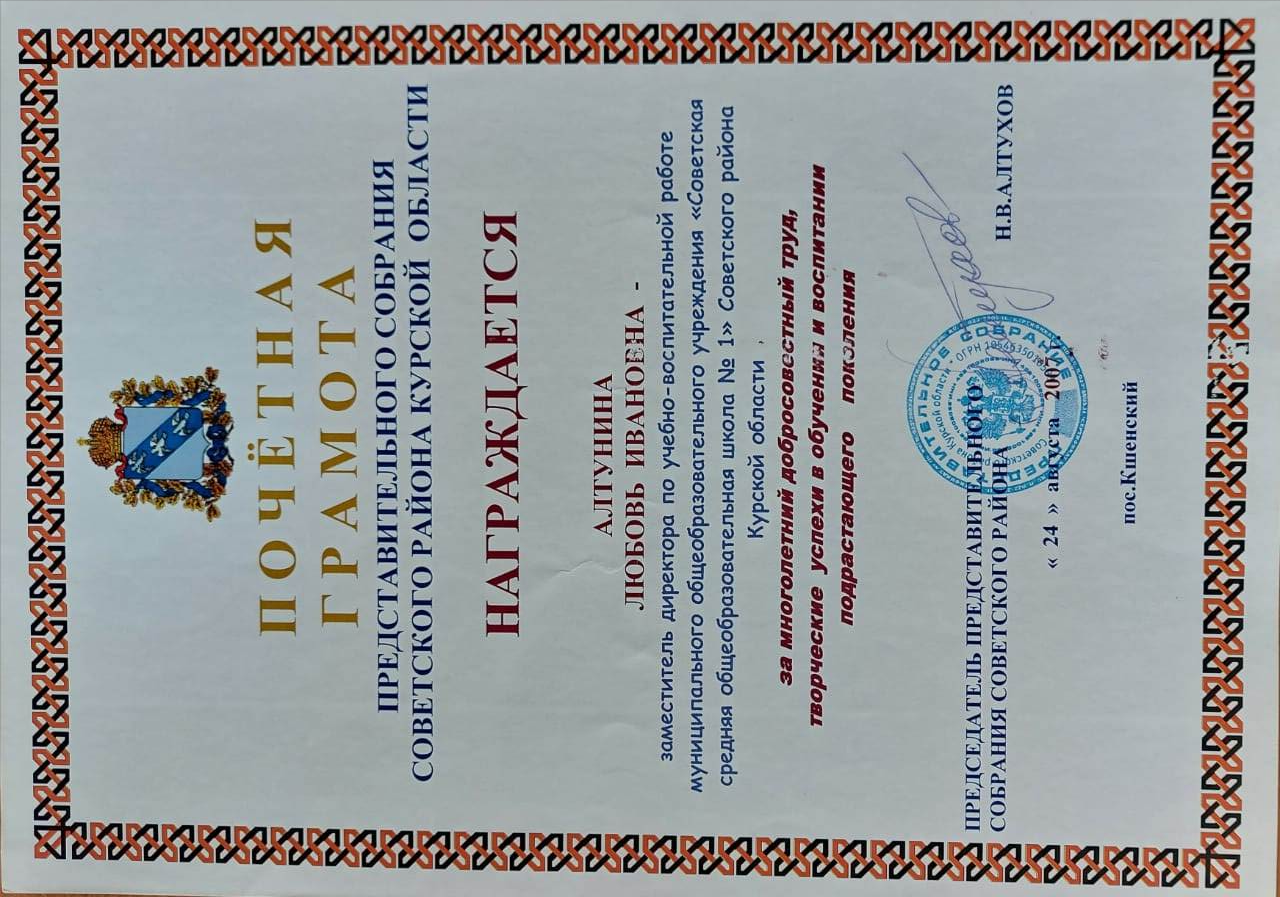 ПОЧЁТНАЯ
ГРАМОТА
ПРЕДСТАВИТЕЛЬНОГО СОБРАНИЯ
СОВЕТСКОГО РАЙОНА КУРСКОЙ ОБЛАСТИ
НАГРАЖДАЕТСЯ
АЛТУНИНА
ЛЮБОВЬ ИВАНОВНА -
заместитель директора по учебно-воспитательной работе
муниципального общеобразовательного учреждения «Советская
средняя общеобразовательная школа № 1» Советского района
Курской области
за многолетний добросовестный труд,
творческие успехи в обучении и воспитании
подрастающего поколения
ПРЕДСЕДАТЕЛЬ ПРЕДСТАВИТЕЛЬНОГО
СОБРАНИЯ СОВЕТСКОГО РАЙОНА Н.В.АЛТУХОВ
« 24 » августа
пос.Кшенский